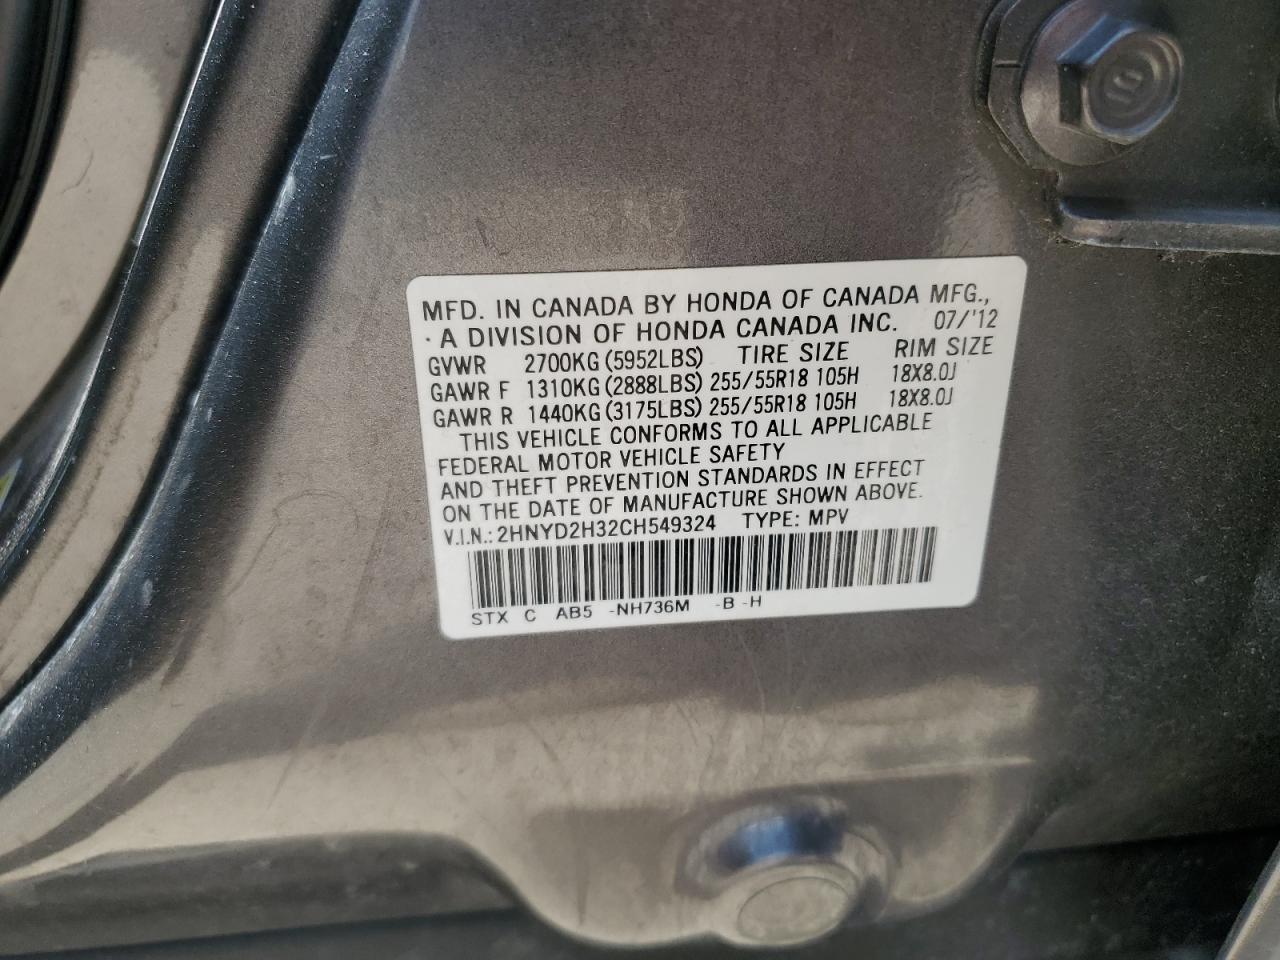 MFD. IN CANADA BY HONDA OF CANADA MFG.,
A DIVISION OF HONDA CANADA INC. 07/'12
GVWR 2700KG (5952LBS) TIRE SIZE RIM SIZE
GAWR F 1310KG (2888LBS) 255/55R18 105H 18X8.0J
GAWR R 1440KG (3175LBS) 255/55R18 105H 18X8.0J
THIS VEHICLE CONFORMS TO ALL APPLICABLE
FEDERAL MOTOR VEHICLE SAFETY
AND THEFT PREVENTION STANDARDS IN EFFECT
ON THE DATE OF MANUFACTURE SHOWN ABOVE.
V.I.N.: 2HNYD2H32CH549324 TYPE: MPV
STX C AB5 -NH736M -B -H